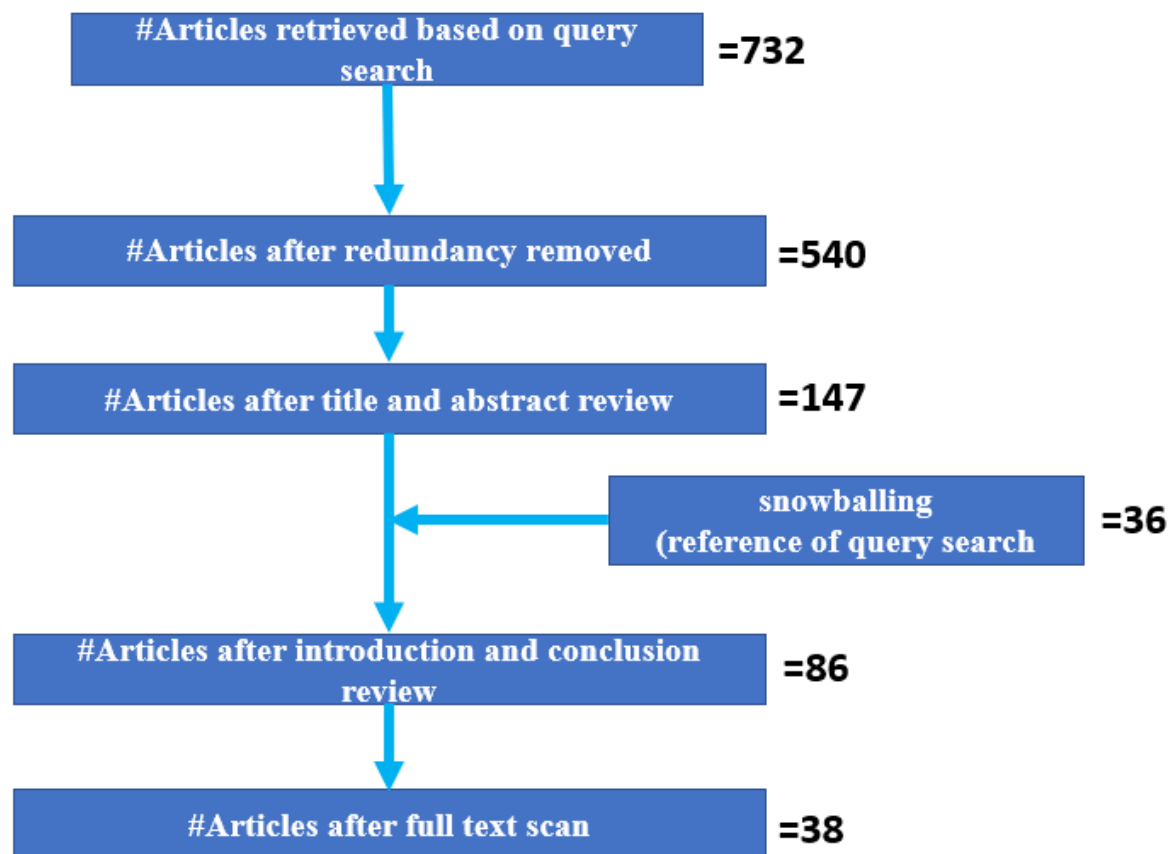 #Articles retrieved based on query
search
=732
#Articles after redundancy removed
=540
#Articles after title and abstract review
=147
snowballing
(reference of query search
=36
#Articles after introduction and conclusion
review
=86
#Articles after full text scan
=38